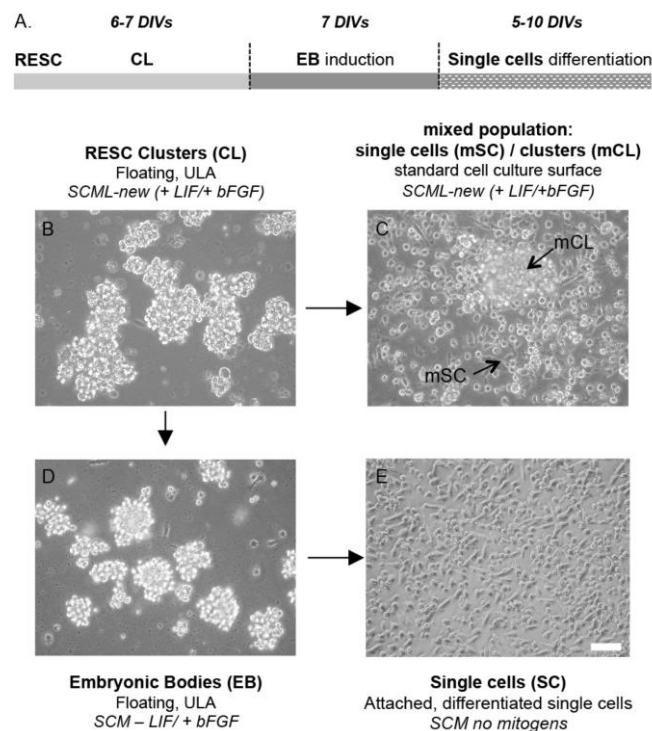 A.
6-7 DIVs 7 DIVs 5-10 DIVs
RESC CL EB induction Single cells differentiation
RESC Clusters (CL)
Floating, ULA
SCML-new (+ LIF/+ bFGF)
mixed population:
single cells (mSC) / clusters (mCL)
standard cell culture surface
SCML-new (+ LIF/+bFGF)
B
C
mCL
mSC
D
E
Embryonic Bodies (EB)
Floating, ULA
SCM – LIF/ + bFGF
Single cells (SC)
Attached, differentiated single cells
SCM no mitogens